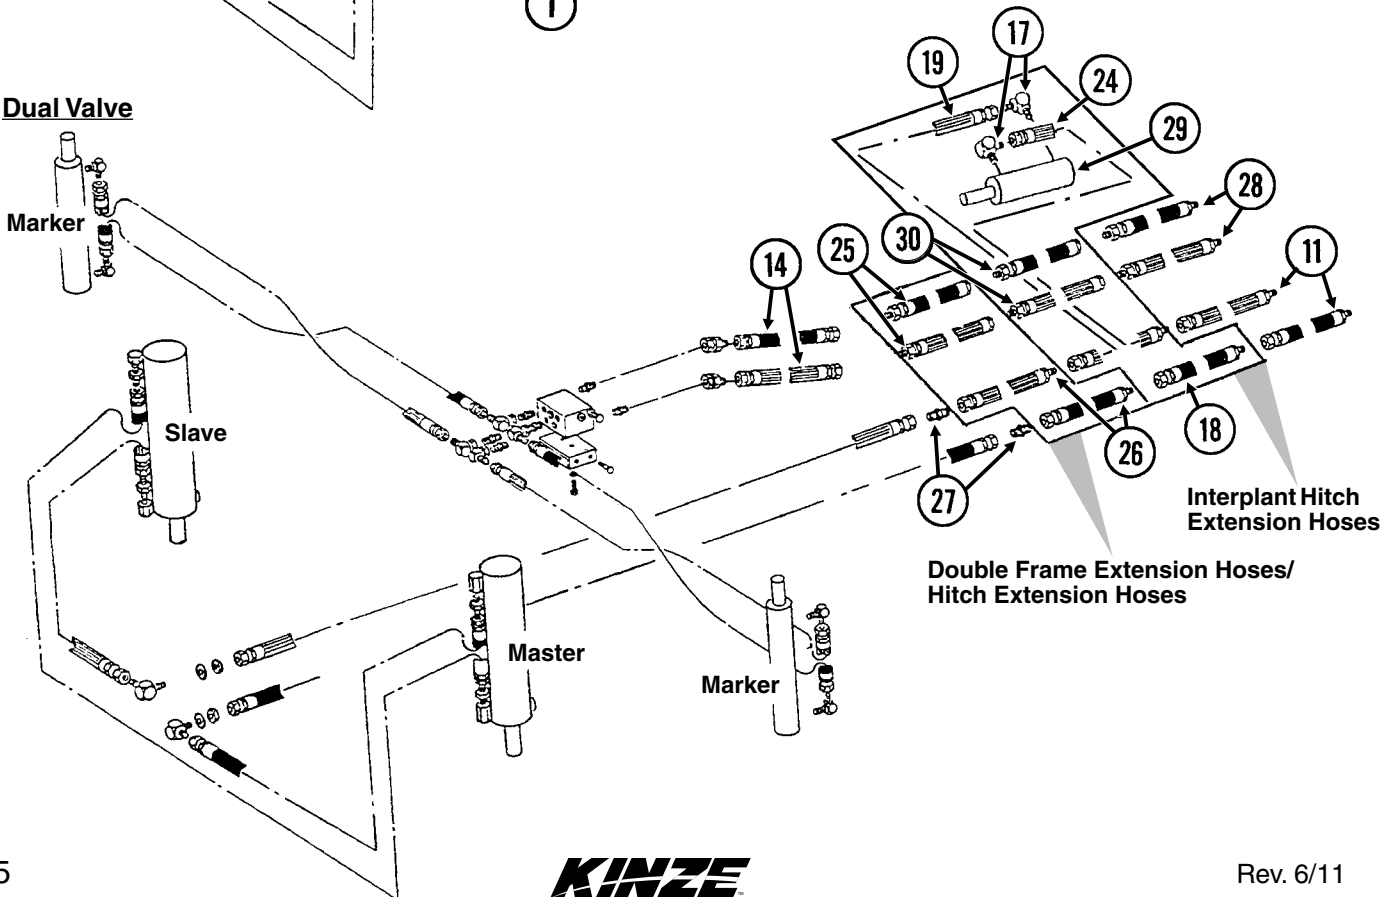 1
17
19
24
Dual Valve
29
Marker
28
30
25
14
11
Slave
18
26
27
Interplant Hitch
Extension Hoses
Double Frame Extension Hoses/
Hitch Extension Hoses
Master
Marker
5
KINZE
Rev. 6/11